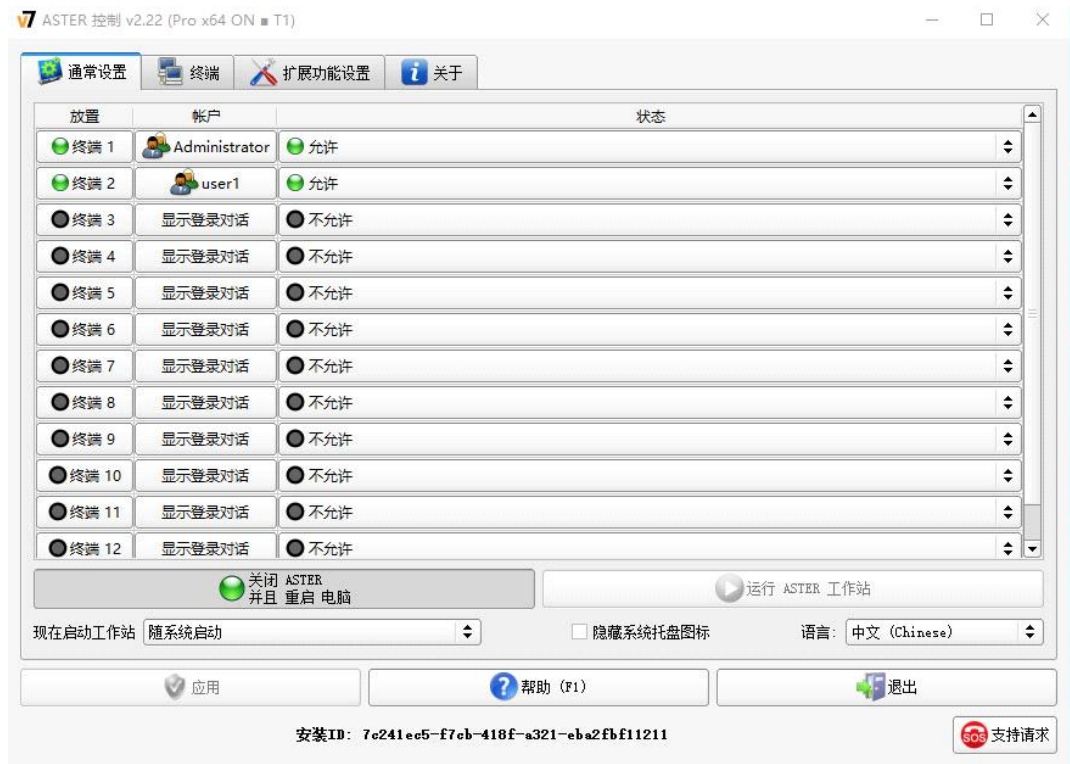 ASTER 控制 v2.22 (Pro x64 ON ■ T1)
通常设置 终端 扩展功能设置 关于
放置 帐户 状态
终端 1 Administrator 允许
终端 2 user1 允许
终端 3 显示登录对话 不允许
终端 4 显示登录对话 不允许
终端 5 显示登录对话 不允许
终端 6 显示登录对话 不允许
终端 7 显示登录对话 不允许
终端 8 显示登录对话 不允许
终端 9 显示登录对话 不允许
终端 10 显示登录对话 不允许
终端 11 显示登录对话 不允许
终端 12 显示登录对话 不允许
关闭 ASTER
并且 重启 电脑
运行 ASTER 工作站
现在启动工作站 随系统启动 隐藏系统托盘图标 语言: 中文 (Chinese)
应用 帮助 (F1) 退出
安装ID: 7c241ec5-f7cb-418f-a321-eba2fbf11211
SOS 支持请求